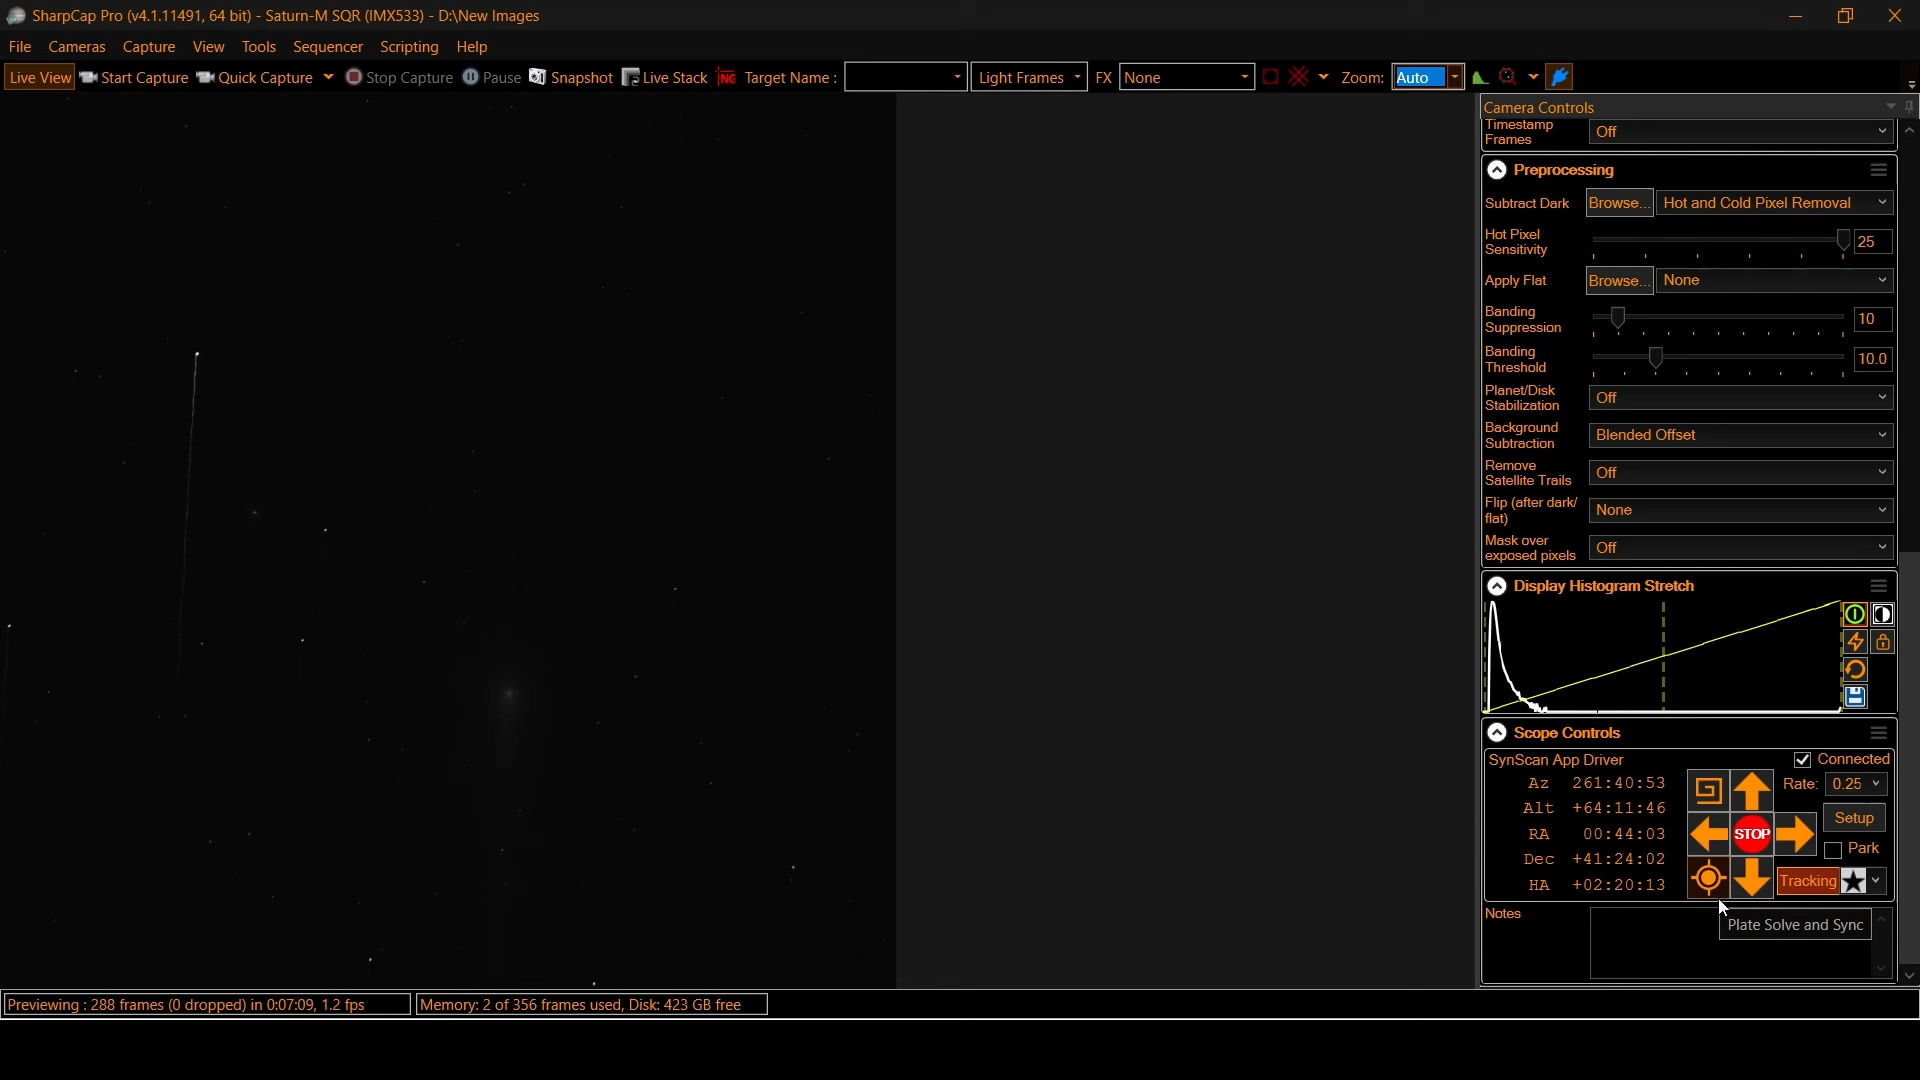 SharpCap Pro (v4.1.11491, 64 bit) - Saturn-M SQR (IMX533) - D:\New Images
File Cameras Capture View Tools Sequencer Scripting Help
Live View Start Capture Quick Capture Stop Capture Pause Snapshot Live Stack NG Target Name : Light Frames FX None Zoom: Auto
Camera Controls
Timestamp Frames Off
Preprocessing
Subtract Dark Browse... Hot and Cold Pixel Removal
Hot Pixel Sensitivity 25
Apply Flat Browse... None
Banding Suppression 10
Banding Threshold 10.0
Planet/Disk Stabilization Off
Background Subtraction Blended Offset
Remove Satellite Trails Off
Flip (after dark/ flat) None
Mask over exposed pixels Off
Display Histogram Stretch
Scope Controls
SynScan App Driver Connected
Az 261:40:53 Rate: 0.25
Alt +64:11:46 Setup
RA 00:44:03 STOP Park
Dec +41:24:02
HA +02:20:13 Tracking
Notes
Plate Solve and Sync
Previewing : 288 frames (0 dropped) in 0:07:09, 1.2 fps Memory: 2 of 356 frames used, Disk: 423 GB free